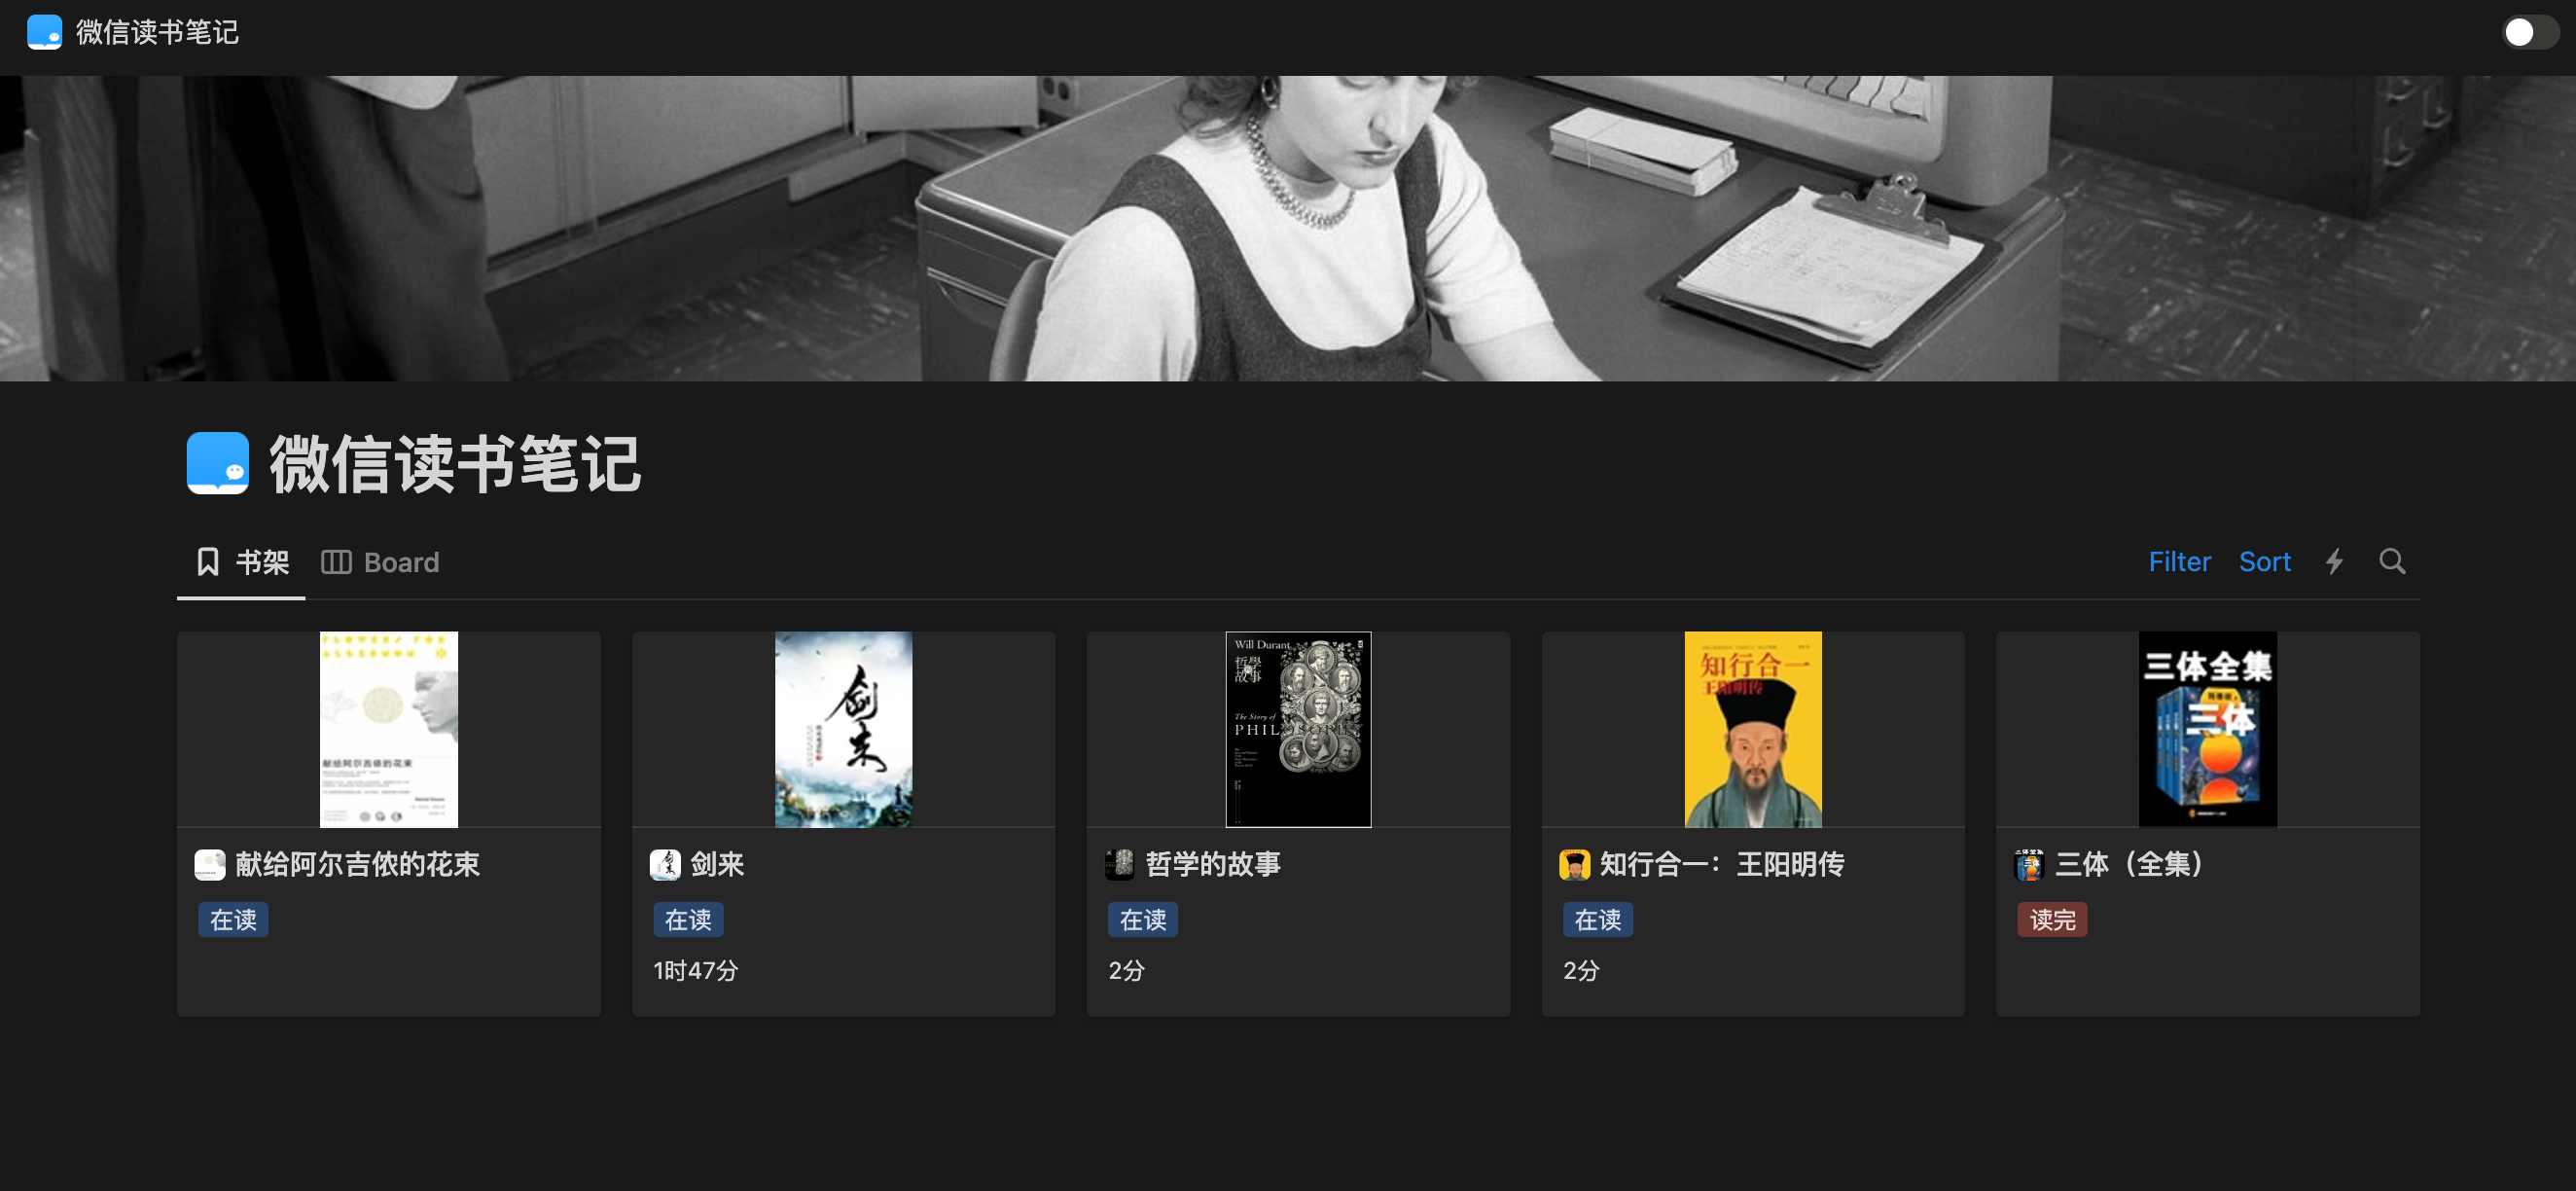 微信读书笔记
微信读书笔记
书架
Board
Filter
Sort
FLOWERS FOR
ALGERNON
献给阿尔吉侬的花束
剑来
Will Durant
哲學
故事
The Story of
PHILOSOPHY
知行合一
王阳明传
三体全集
三体
献给阿尔吉侬的花束
在读
剑来
在读
1时47分
哲学的故事
在读
2分
知行合一：王阳明传
在读
2分
三体（全集）
读完